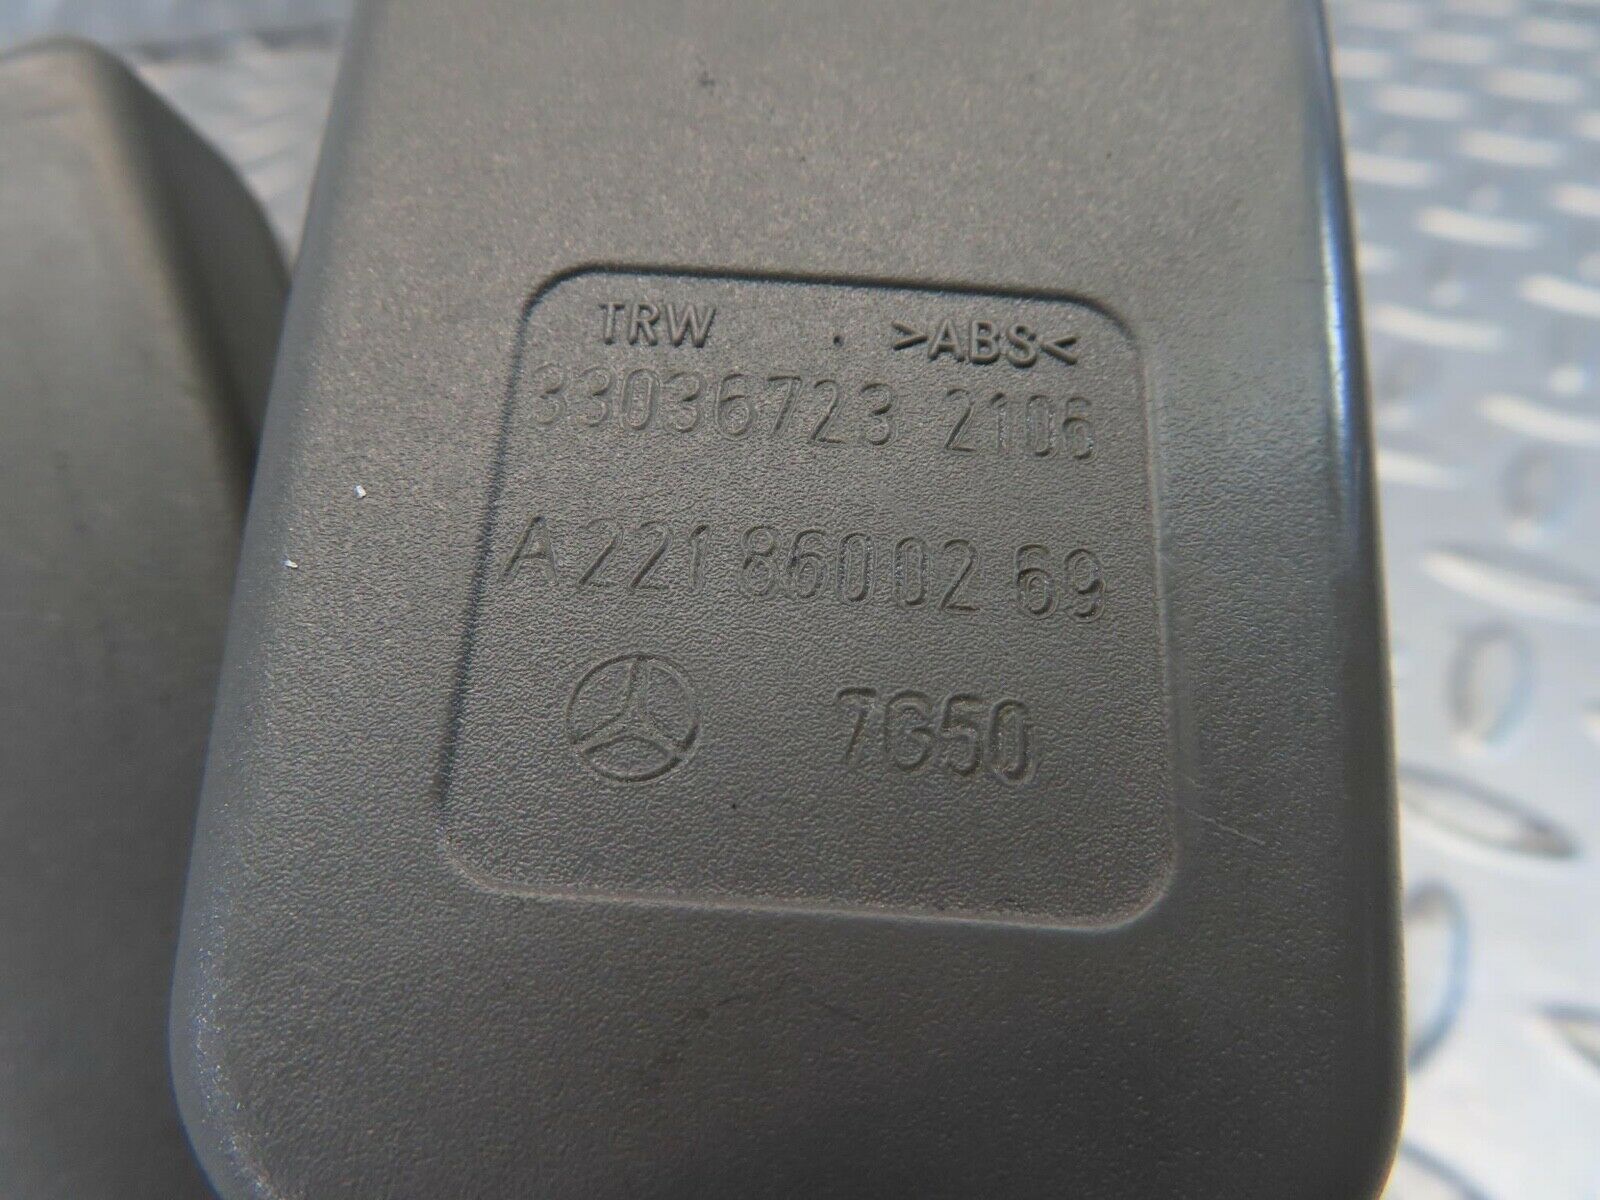 TRW . >ABS<
33036723 2106
A 221 860 02 69
7G50